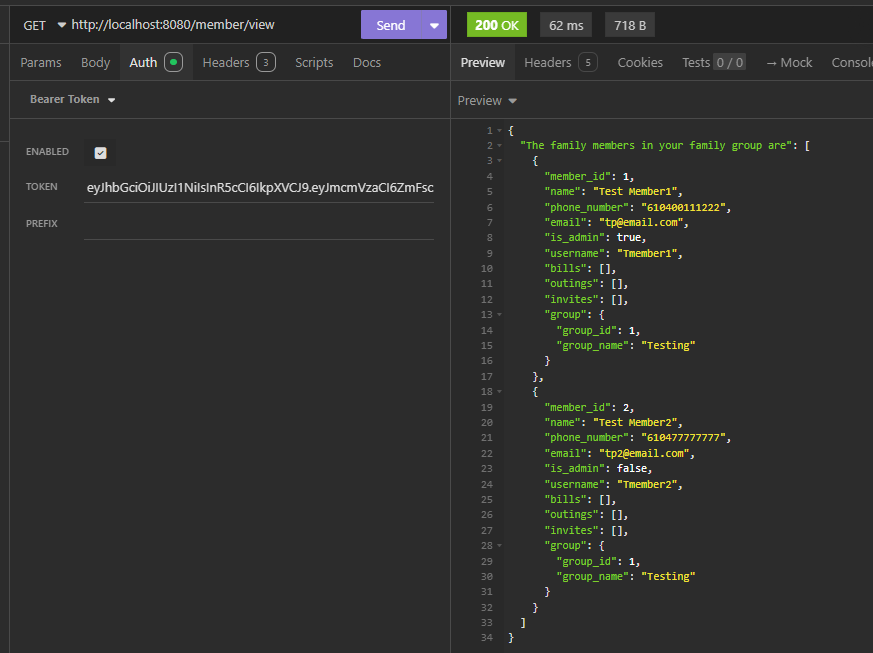 GET http://localhost:8080/member/view Send
200 OK 62 ms 718 B
Params Body Auth Headers 3 Scripts Docs
Preview Headers 5 Cookies Tests 0 / 0 → Mock Console
Bearer Token
Preview
ENABLED
TOKEN eyJhbGciOiJIUzI1NiIsInR5cCI6IkpXVCJ9.eyJmcmVzaCI6ZmFsc
PREFIX
1 {
2 "The family members in your family group are": [
3 {
4 "member_id": 1,
5 "name": "Test Member1",
6 "phone_number": "610400111222",
7 "email": "tp@email.com",
8 "is_admin": true,
9 "username": "Tmember1",
10 "bills": [],
11 "outings": [],
12 "invites": [],
13 "group": {
14 "group_id": 1,
15 "group_name": "Testing"
16 }
17 },
18 {
19 "member_id": 2,
20 "name": "Test Member2",
21 "phone_number": "610477777777",
22 "email": "tp2@email.com",
23 "is_admin": false,
24 "username": "Tmember2",
25 "bills": [],
26 "outings": [],
27 "invites": [],
28 "group": {
29 "group_id": 1,
30 "group_name": "Testing"
31 }
32 }
33 ]
34 }